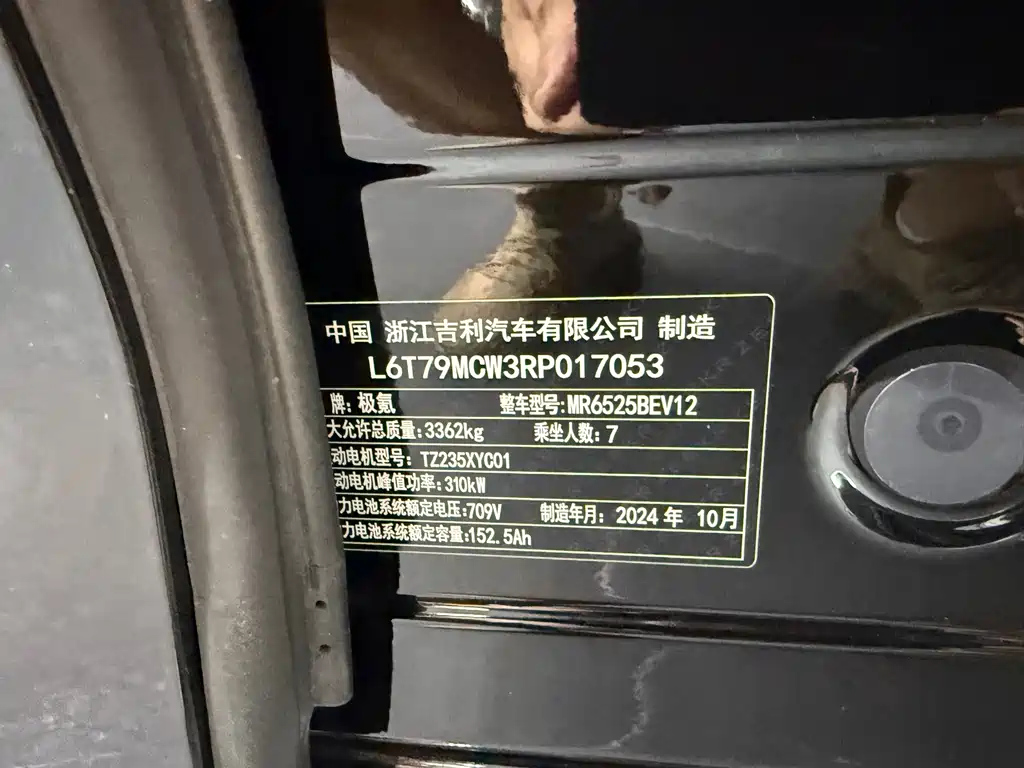 中国 浙江吉利汽车有限公司 制造
L6T79MCW3RP017053
牌:极氪 整车型号:MR6525BEV12
大允许总质量:3362kg 乘坐人数:7
动电机型号:TZ235XYC01
动电机峰值功率:310kW
力电池系统额定电压:709V 制造年月:2024年 10月
力电池系统额定容量:152.5Ah